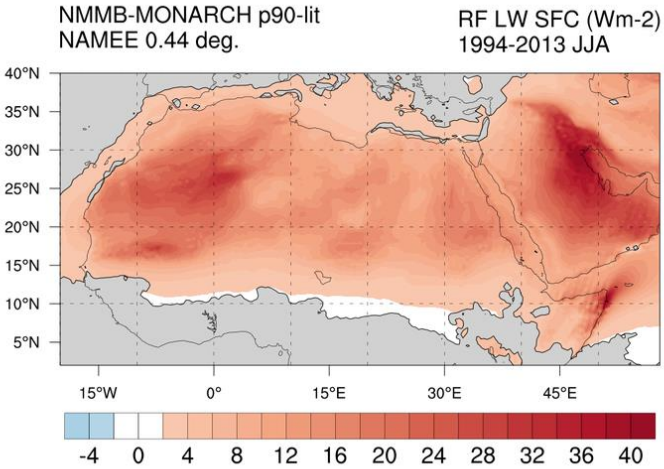 NMMB-MONARCH p90-lit
NAMEE 0.44 deg.
RF LW SFC (Wm-2)
1994-2013 JJA
40°N
35°N
30°N
25°N
20°N
15°N
10°N
5°N
15°W 0° 15°E 30°E 45°E
-4 0 4 8 12 16 20 24 28 32 36 40